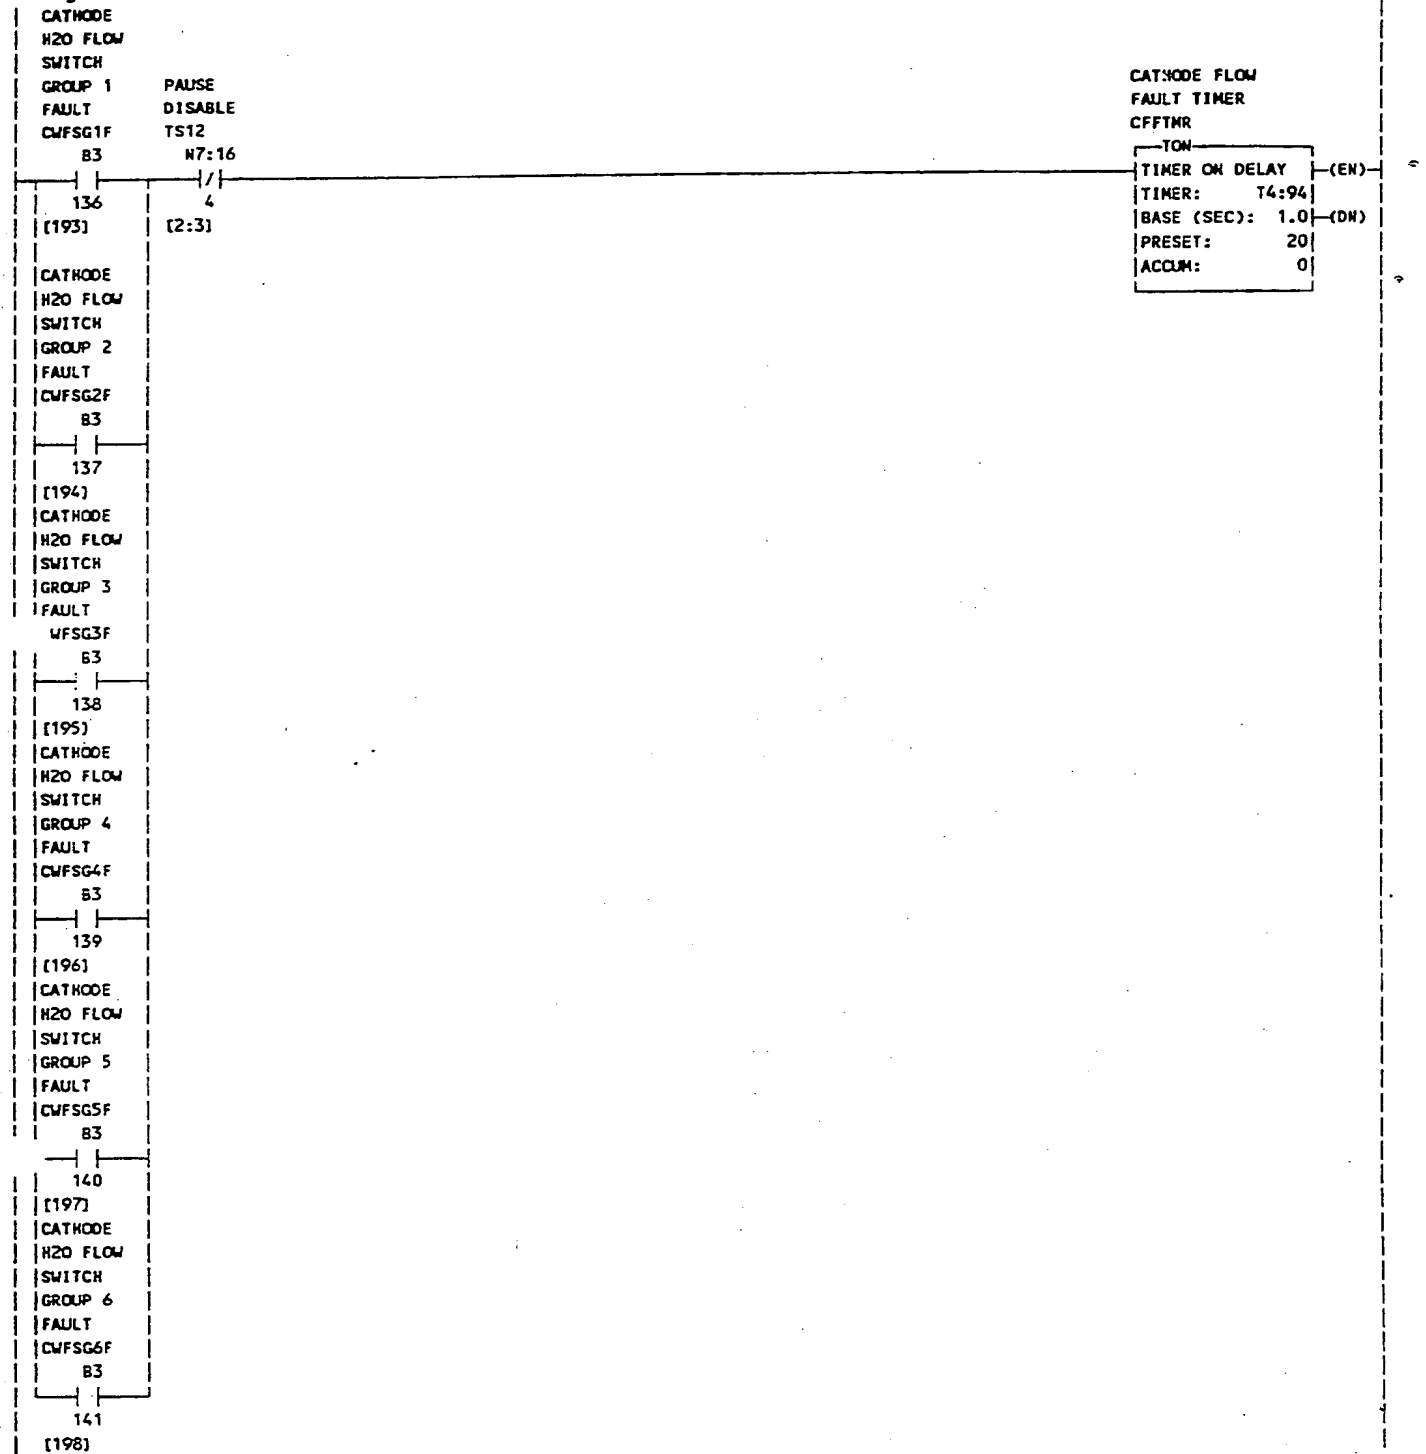 CATHODE
H2O FLOW
SWITCH
GROUP 1
FAULT
CWFSG1F
B3
136
[193]
PAUSE
DISABLE
TS12
N7:16
4
[2:3]
CATHODE FLOW
FAULT TIMER
CFFTMR
TON
TIMER ON DELAY (EN)
TIMER: T4:94
BASE (SEC): 1.0 (DN)
PRESET: 20
ACCUM: 0
CATHODE
H2O FLOW
SWITCH
GROUP 2
FAULT
CWFSG2F
B3
137
[194]
CATHODE
H2O FLOW
SWITCH
GROUP 3
FAULT
WFSG3F
B3
138
[195]
CATHODE
H2O FLOW
SWITCH
GROUP 4
FAULT
CWFSG4F
B3
139
[196]
CATHODE
H2O FLOW
SWITCH
GROUP 5
FAULT
CWFSG5F
B3
140
[197]
CATHODE
H2O FLOW
SWITCH
GROUP 6
FAULT
CWFSG6F
B3
141
[198]